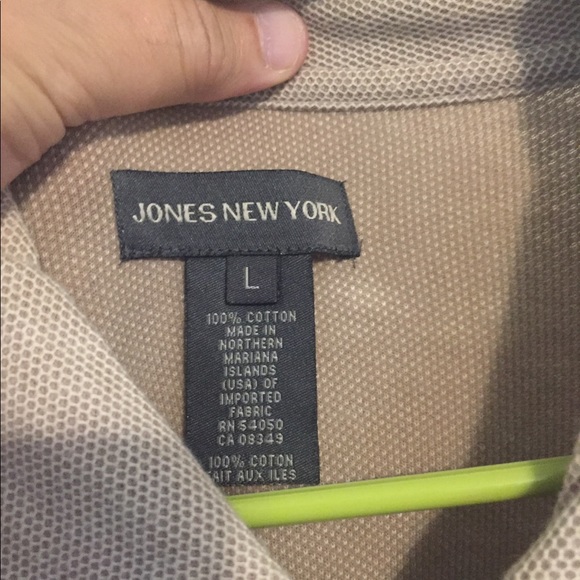 JONES NEW YORK
L
100% COTTON
MADE IN
NORTHERN
MARIANA
ISLANDS
(USA) OF
IMPORTED
FABRIC
RN 54050
CA 08349
100% COTON
FAIT AUX ILES